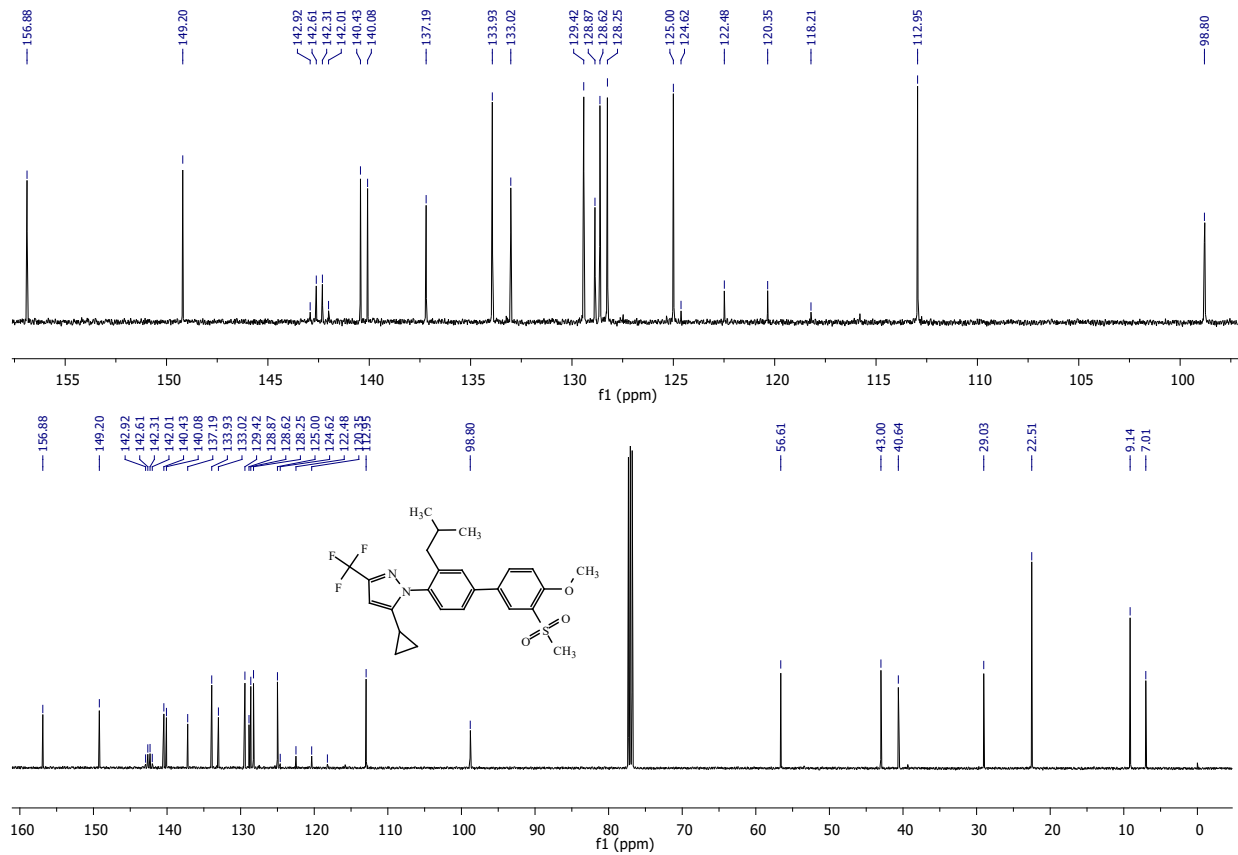 156.88
149.20
142.92
142.61
142.31
142.01
140.43
140.08
137.19
133.93
133.02
129.42
128.87
128.62
128.25
125.00
124.62
122.48
120.35
118.21
112.95
98.80
155 150 145 140 135 130 125 120 115 110 105 100
f1 (ppm)
156.88
149.20
142.92
142.61
142.31
142.01
140.43
140.08
137.19
133.93
133.02
129.42
128.87
128.62
128.25
125.00
124.62
122.48
120.35
112.95
98.80
56.61
43.00
40.64
29.03
22.51
9.14
7.01
H₃C
CH₃
F
F
F
N
N
O
CH₃
O
S
O
CH₃
160 150 140 130 120 110 100 90 80 70 60 50 40 30 20 10 0
f1 (ppm)